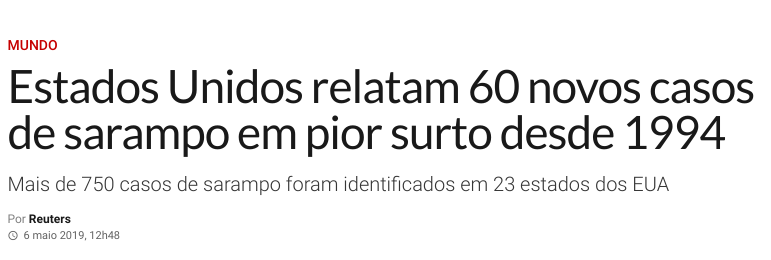 MUNDO
Estados Unidos relatam 60 novos casos
de sarampo em pior surto desde 1994
Mais de 750 casos de sarampo foram identificados em 23 estados dos EUA
Por Reuters
6 maio 2019, 12h48